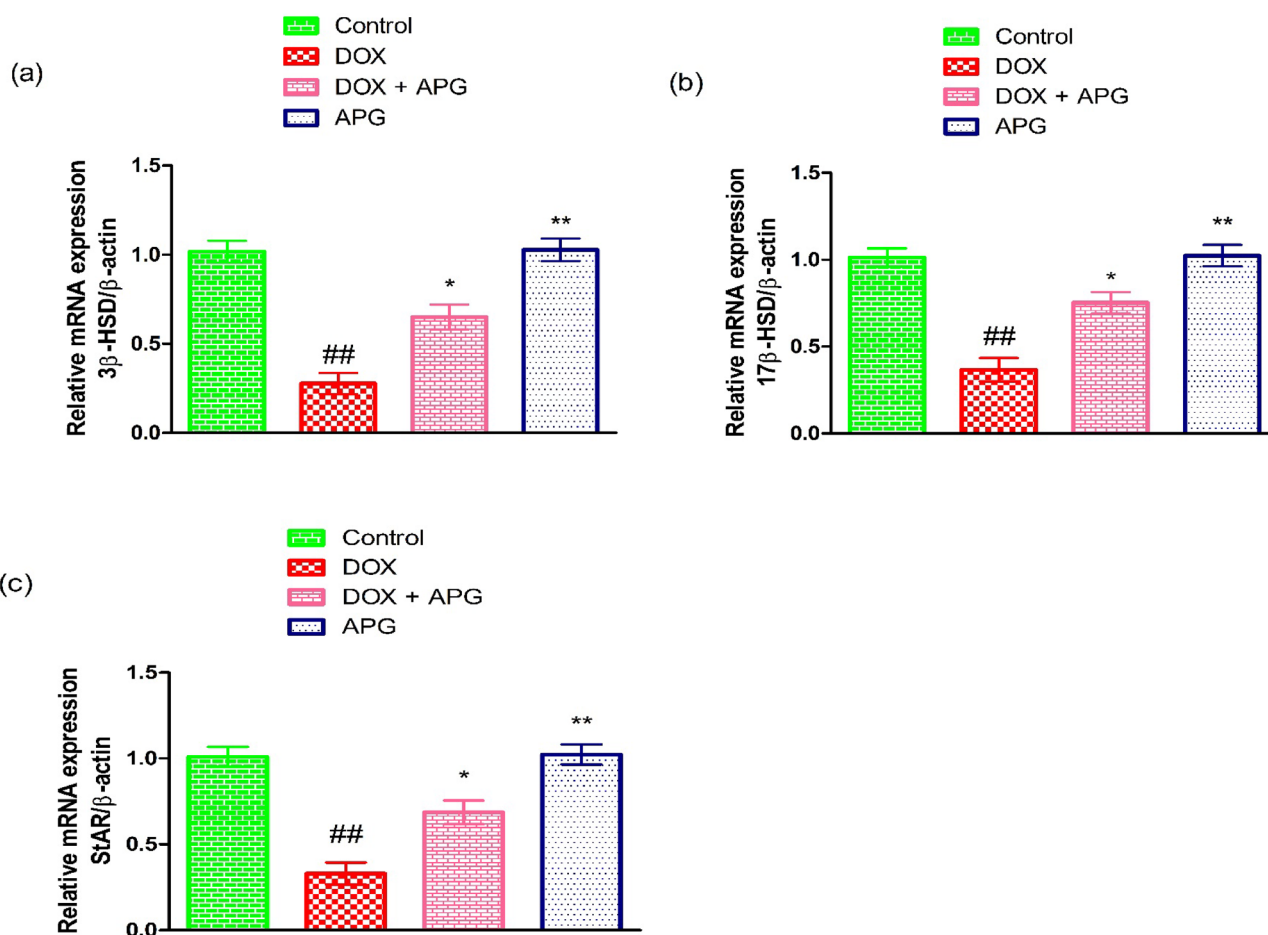 (a)
Control
DOX
DOX + APG
APG
Relative mRNA expression
3β-HSD/β-actin
1.5
1.0
0.5
0.0
##
*
**
(b)
Control
DOX
DOX + APG
APG
Relative mRNA expression
17β-HSD/β-actin
1.5
1.0
0.5
0.0
##
*
**
(c)
Control
DOX
DOX + APG
APG
Relative mRNA expression
StAR/β-actin
1.5
1.0
0.5
0.0
##
*
**